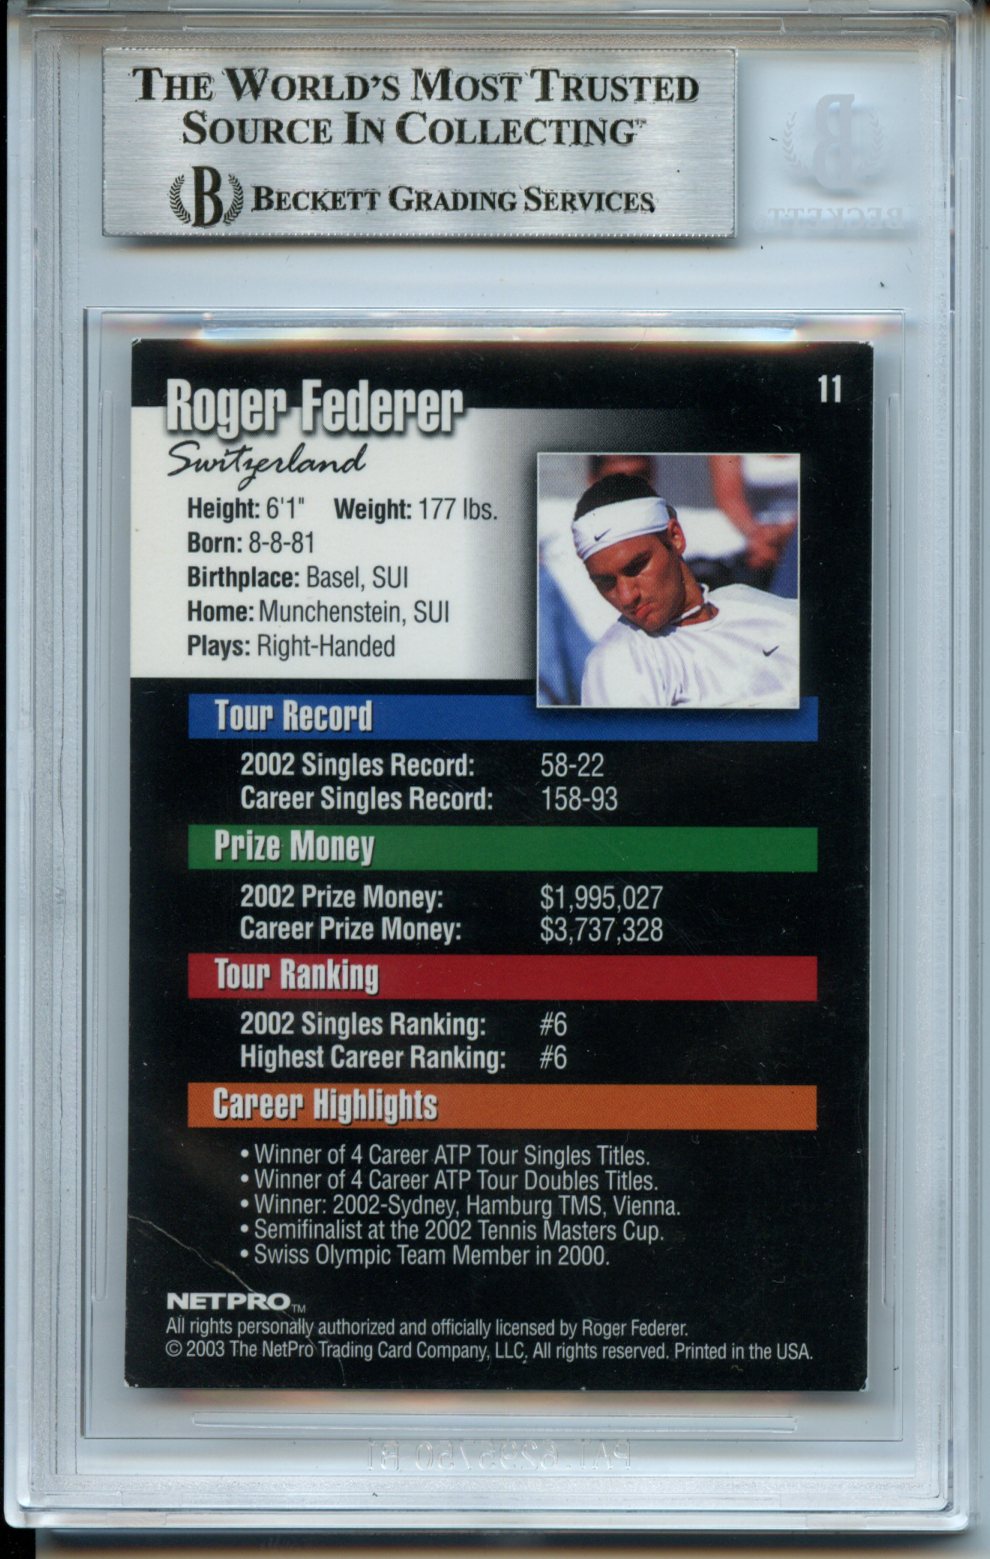 THE WORLD'S MOST TRUSTED
SOURCE IN COLLECTING™
B BECKETT GRADING SERVICES
B
BECKETT
11
Roger Federer
Switzerland
Height: 6'1" Weight: 177 lbs.
Born: 8-8-81
Birthplace: Basel, SUI
Home: Munchenstein, SUI
Plays: Right-Handed
Tour Record
2002 Singles Record: 58-22
Career Singles Record: 158-93
Prize Money
2002 Prize Money: $1,995,027
Career Prize Money: $3,737,328
Tour Ranking
2002 Singles Ranking: #6
Highest Career Ranking: #6
Career Highlights
• Winner of 4 Career ATP Tour Singles Titles.
• Winner of 4 Career ATP Tour Doubles Titles.
• Winner: 2002-Sydney, Hamburg TMS, Vienna.
• Semifinalist at the 2002 Tennis Masters Cup.
• Swiss Olympic Team Member in 2000.
NETPRO™
All rights personally authorized and officially licensed by Roger Federer.
© 2003 The NetPro Trading Card Company, LLC, All rights reserved. Printed in the USA.